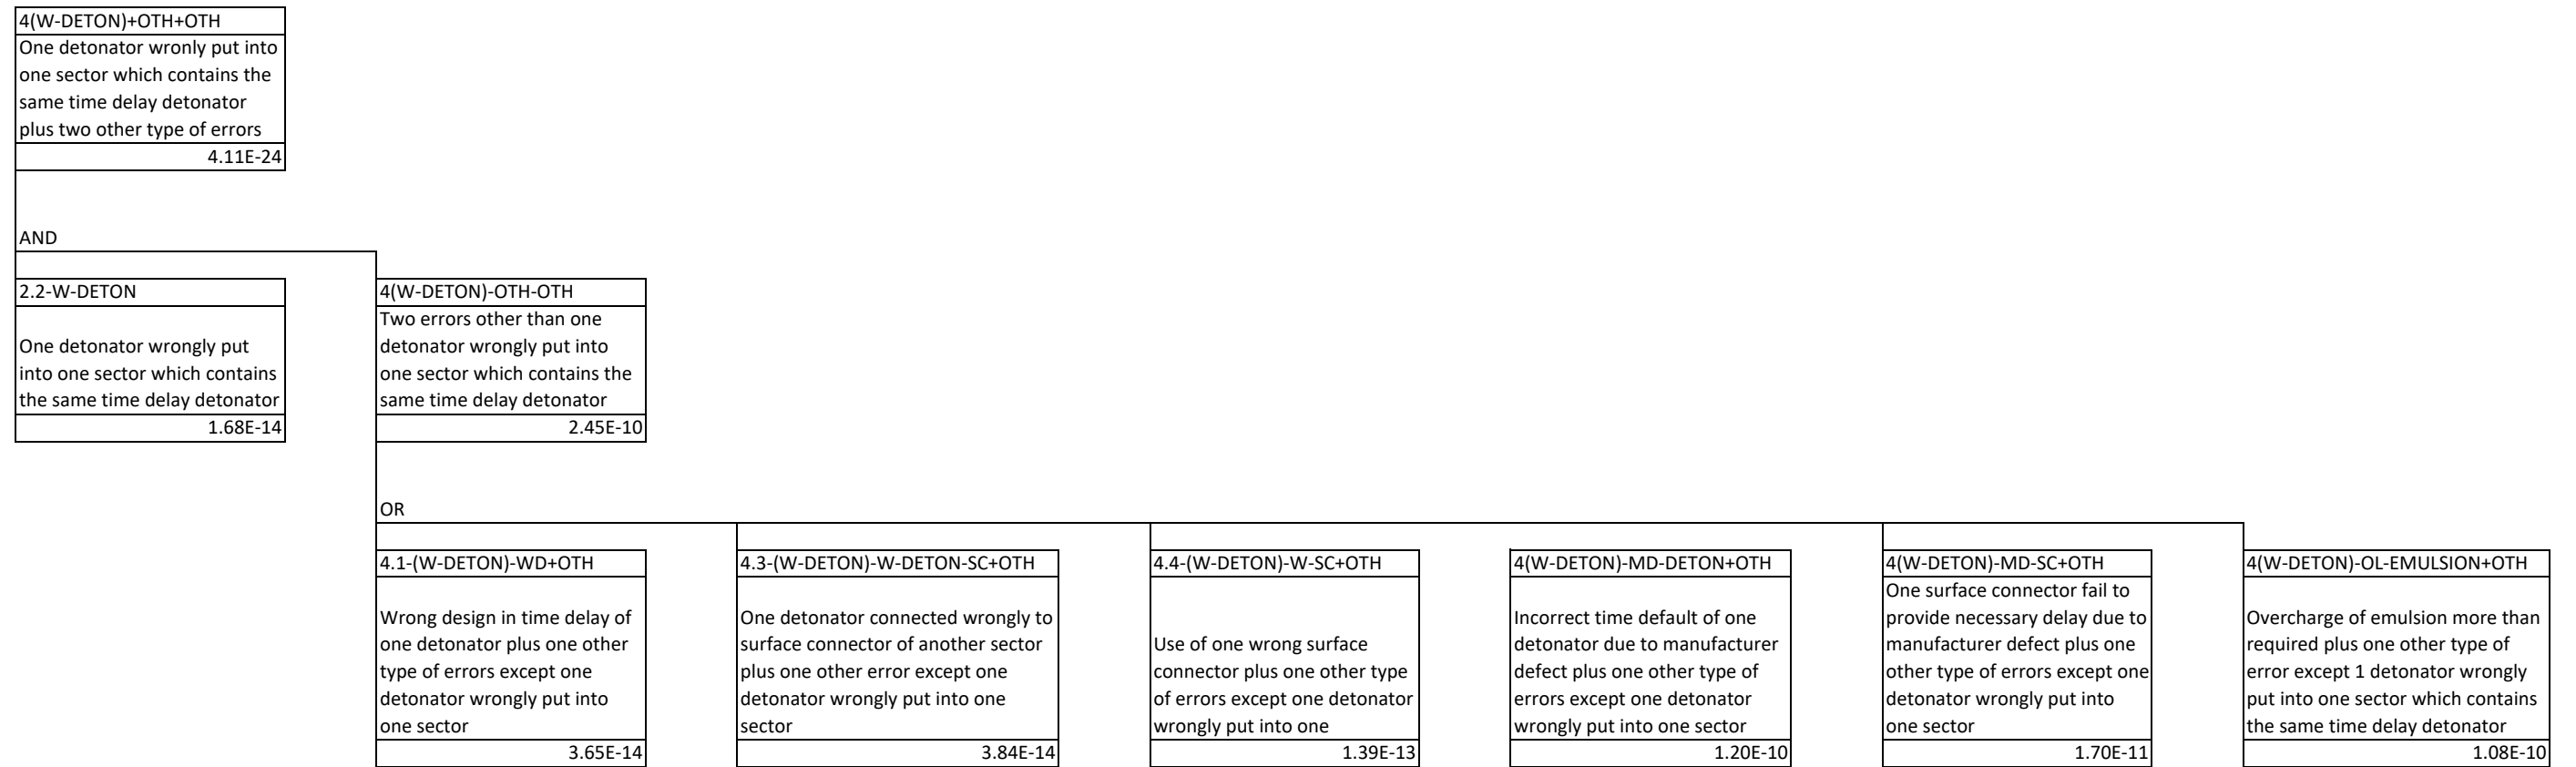 4(W-DETON)+OTH+OTH
One detonator wronly put into
one sector which contains the
same time delay detonator
plus two other type of errors
4.11E-24
AND
2.2-W-DETON
One detonator wrongly put
into one sector which contains
the same time delay detonator
1.68E-14
4(W-DETON)-OTH-OTH
Two errors other than one
detonator wrongly put into
one sector which contains the
same time delay detonator
2.45E-10
OR
4.1-(W-DETON)-WD+OTH
Wrong design in time delay of
one detonator plus one other
type of errors except one
detonator wrongly put into
one sector
3.65E-14
4.3-(W-DETON)-W-DETON-SC+OTH
One detonator connected wrongly to
surface connector of another sector
plus one other error except one
detonator wrongly put into one
sector
3.84E-14
4.4-(W-DETON)-W-SC+OTH
Use of one wrong surface
connector plus one other type
of errors except one detonator
wrongly put into one
1.39E-13
4(W-DETON)-MD-DETON+OTH
Incorrect time default of one
detonator due to manufacturer
defect plus one other type of
errors except one detonator
wrongly put into one sector
1.20E-10
4(W-DETON)-MD-SC+OTH
One surface connector fail to
provide necessary delay due to
manufacturer defect plus one
other type of errors except one
detonator wrongly put into
one sector
1.70E-11
4(W-DETON)-OL-EMULSION+OTH
Overcharge of emulsion more than
required plus one other type of
error except 1 detonator wrongly
put into one sector which contains
the same time delay detonator
1.08E-10